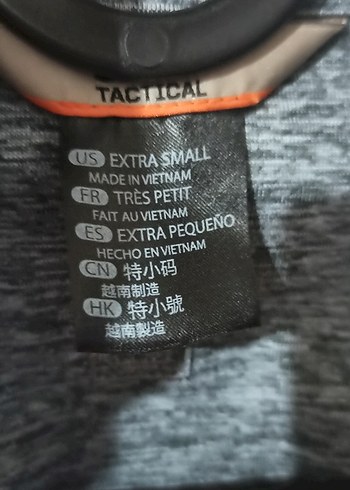 TACTICAL
US EXTRA SMALL
MADE IN VIETNAM
FR TRÈS PETIT
FAIT AU VIETNAM
ES EXTRA PEQUEÑO
HECHO EN VIETNAM
CN 特小码
越南制造
HK 特小號
越南製造